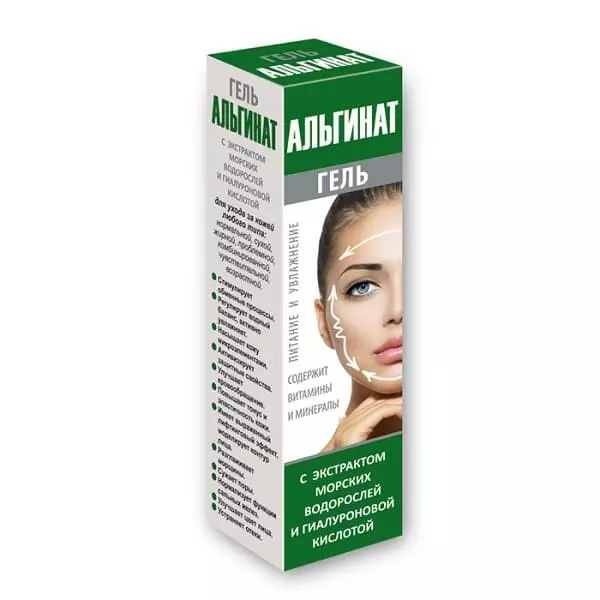 ГЕЛЬ
АЛЬГИНАТ
ГЕЛЬ
АЛЬГИНАТ
С ЭКСТРАКТОМ
МОРСКИХ
ВОДОРОСЛЕЙ
И ГИАЛУРОНОВОЙ
КИСЛОТОЙ
для ухода за кожей
любого типа:
нормальной, сухой,
жирной, проблемной,
комбинированной,
чувствительной,
возрастной.
Стимулирует
обменные процессы.
Регулирует водный
баланс, активно
увлажняет.
Насыщает кожу
микроэлементами.
Активизирует
защитные свойства.
Улучшает
кровообращение.
Повышает тонус и
эластичность кожи.
Имеет выраженный
лифтинговый эффект,
моделирует контур
лица.
Разглаживает
морщины.
Сужает поры.
Нормализует функции
сальных желез.
Улучшает цвет лица.
Устраняет отеки.
АЛЬГИНАТ
ГЕЛЬ
ПИТАНИЕ И УВЛАЖНЕНИЕ
СОДЕРЖИТ
ВИТАМИНЫ
И МИНЕРАЛЫ
С ЭКСТРАКТОМ
МОРСКИХ
ВОДОРОСЛЕЙ
И ГИАЛУРОНОВОЙ
КИСЛОТОЙ